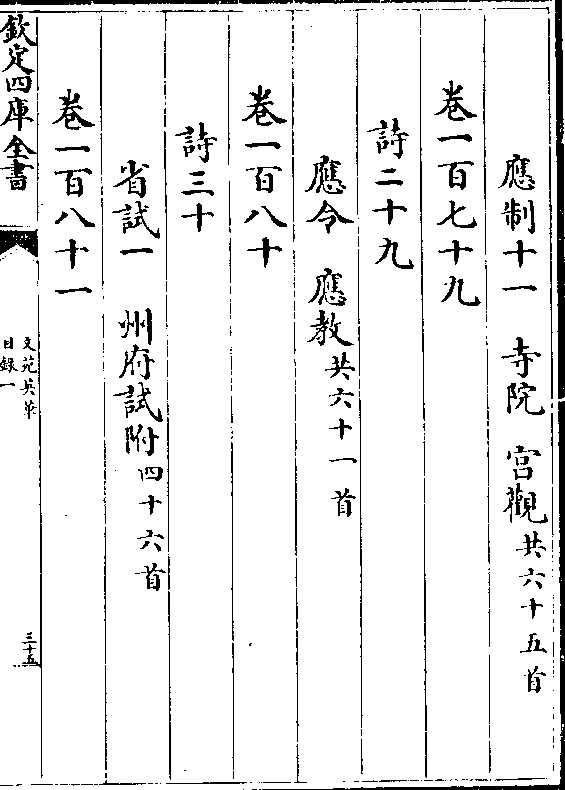 應制十一　寺院　宫觀共六十五首
卷一百七十九
詩二十九
應令　應教共六十一首
卷一百八十
詩三十
省試一　州府試附四十六首
卷一百八十一
欽定四庫全書
文苑英華
目録一
三十五